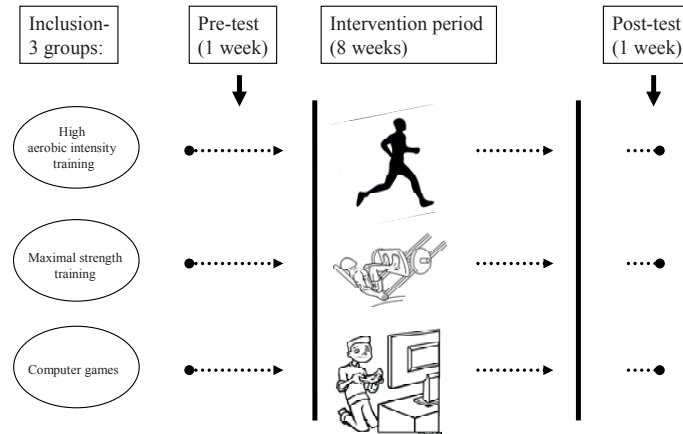 Inclusion-
3 groups:
Pre-test
(1 week)
Intervention period
(8 weeks)
Post-test
(1 week)
High
aerobic intensity
training
Maximal strength
training
Computer games